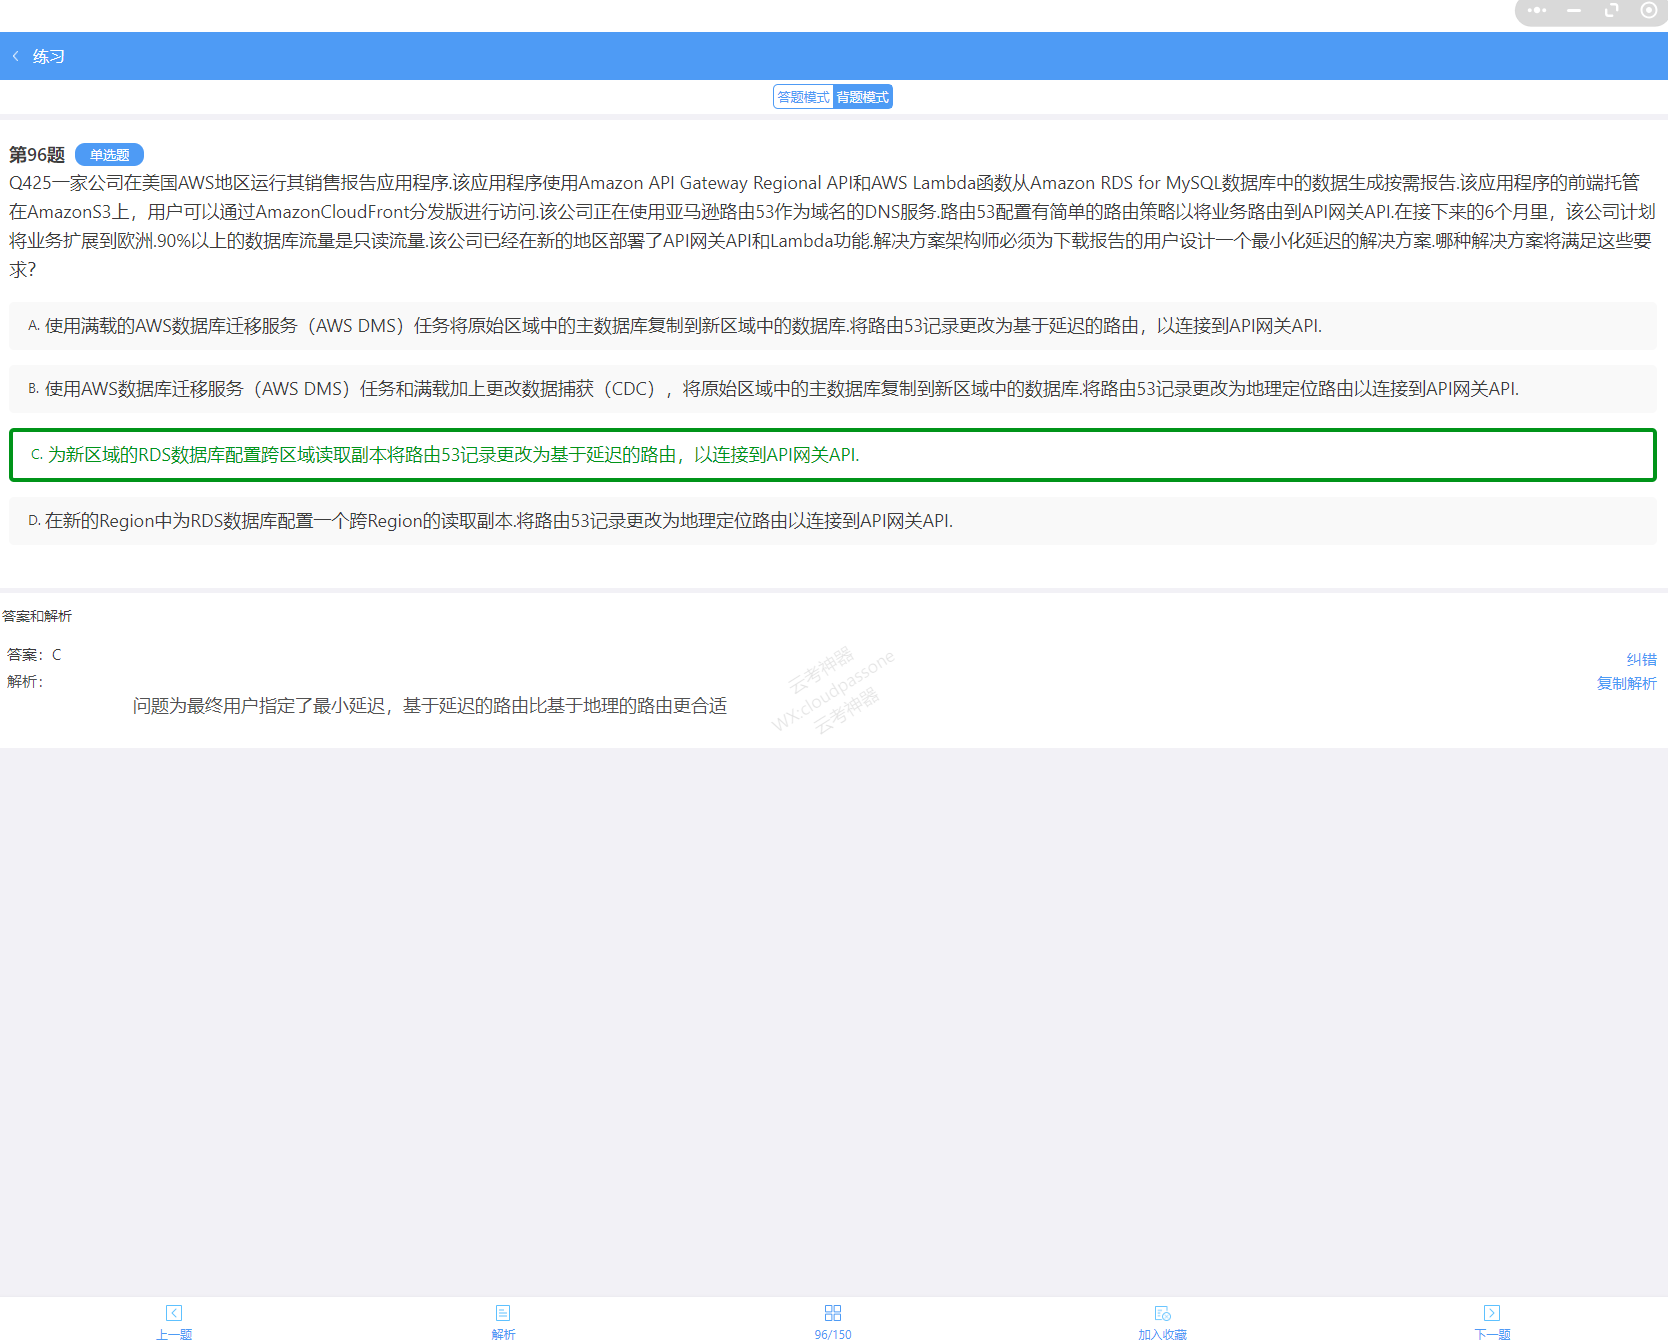 练习
答题模式 背题模式
第96题 单选题
Q425一家公司在美国AWS地区运行其销售报告应用程序.该应用程序使用Amazon API Gateway Regional API和AWS Lambda函数从Amazon RDS for MySQL数据库中的数据生成按需报告.该应用程序的前端托管
在AmazonS3上，用户可以通过AmazonCloudFront分发版进行访问.该公司正在使用亚马逊路由53作为域名的DNS服务.路由53配置有简单的路由策略以将业务路由到API网关API.在接下来的6个月里，该公司计划
将业务扩展到欧洲.90%以上的数据库流量是只读流量.该公司已经在新的地区部署了API网关API和Lambda功能.解决方案架构师必须为下载报告的用户设计一个最小化延迟的解决方案.哪种解决方案将满足这些要
求?
A. 使用满载的AWS数据库迁移服务（AWS DMS）任务将原始区域中的主数据库复制到新区域中的数据库.将路由53记录更改为基于延迟的路由，以连接到API网关API.
B. 使用AWS数据库迁移服务（AWS DMS）任务和满载加上更改数据捕获（CDC），将原始区域中的主数据库复制到新区域中的数据库.将路由53记录更改为地理定位路由以连接到API网关API.
C. 为新区域的RDS数据库配置跨区域读取副本将路由53记录更改为基于延迟的路由，以连接到API网关API.
D. 在新的Region中为RDS数据库配置一个跨Region的读取副本.将路由53记录更改为地理定位路由以连接到API网关API.
答案和解析
答案：C
纠错
解析：
复制解析
问题为最终用户指定了最小延迟，基于延迟的路由比基于地理的路由更合适
云考神器
WX:cloudpassone
云考神器
上一题 解析 96/150 加入收藏 下一题